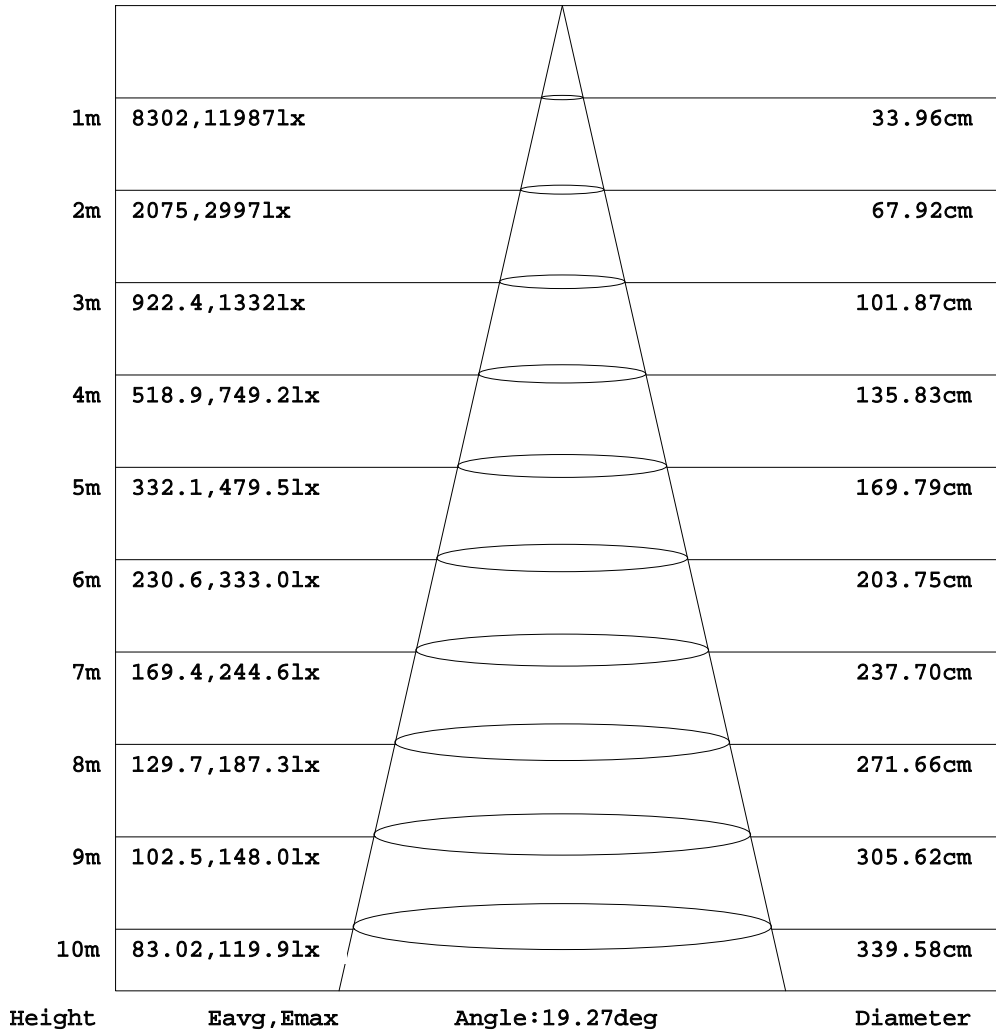 1m 8302,11987lx 33.96cm
2m 2075,2997lx 67.92cm
3m 922.4,1332lx 101.87cm
4m 518.9,749.2lx 135.83cm
5m 332.1,479.5lx 169.79cm
6m 230.6,333.0lx 203.75cm
7m 169.4,244.6lx 237.70cm
8m 129.7,187.3lx 271.66cm
9m 102.5,148.0lx 305.62cm
10m 83.02,119.9lx 339.58cm
Height Eavg,Emax Angle:19.27deg Diameter